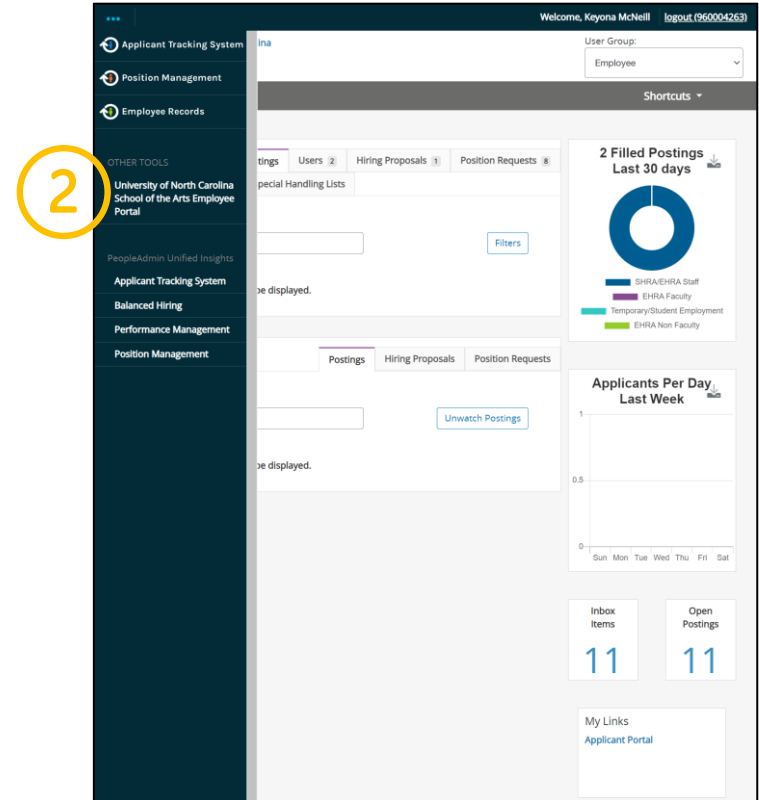 Welcome, Keyona McNeill logout (960004263)
Applicant Tracking System
Position Management
Employee Records
OTHER TOOLS
2
University of North Carolina
School of the Arts Employee
Portal
PeopleAdmin Unified Insights
Applicant Tracking System
Balanced Hiring
Performance Management
Position Management
ina
User Group:
Employee
Shortcuts
tings Users 2 Hiring Proposals 1 Position Requests 8
pecial Handling Lists
Filters
be displayed.
Postings Hiring Proposals Position Requests
Unwatch Postings
be displayed.
2 Filled Postings
Last 30 days
SHRA/EHRA Staff
EHRA Faculty
Temporary/Student Employment
EHRA Non Faculty
Applicants Per Day
Last Week
1
0.5
0
Sun Mon Tue Wed Thu Fri Sat
Inbox
Items
11
Open
Postings
11
My Links
Applicant Portal